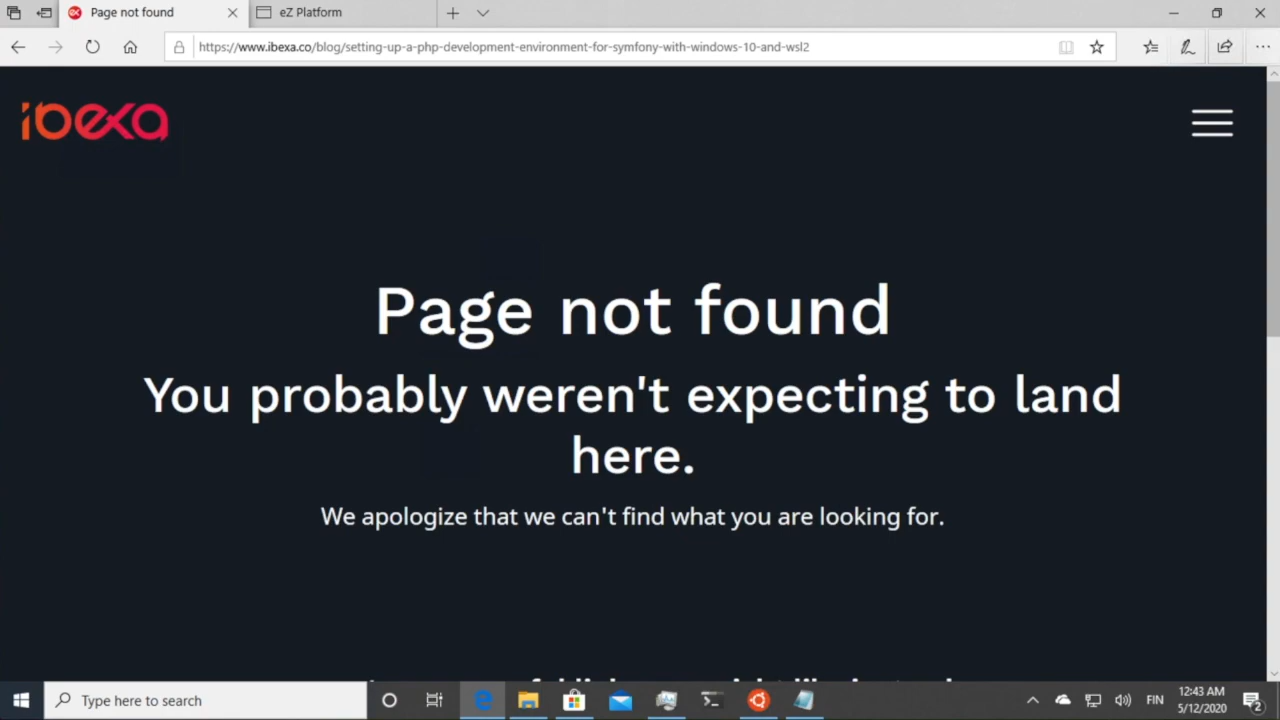 Page not found
eZ Platform
https://www.ibexa.co/blog/setting-up-a-php-development-environment-for-symfony-with-windows-10-and-wsl2
ibexa
Page not found
You probably weren't expecting to land
here.
We apologize that we can't find what you are looking for.
Type here to search
FIN
12:43 AM
5/12/2020
2